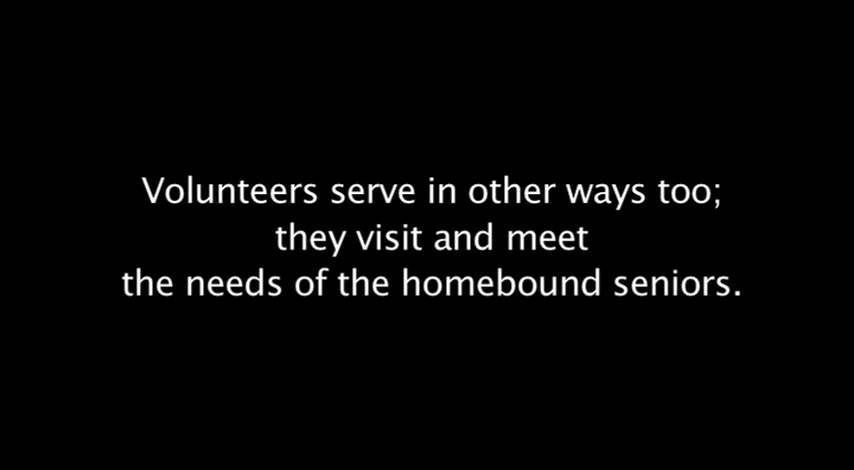 Volunteers serve in other ways too;
they visit and meet
the needs of the homebound seniors.